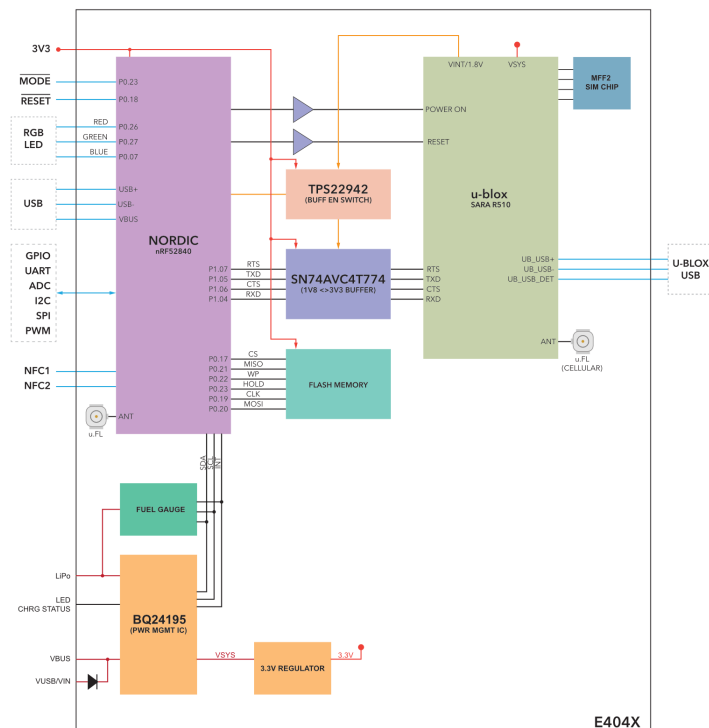 3V3
MODE
RESET
RGB
LED
RED
GREEN
BLUE
USB
GPIO
UART
ADC
I2C
SPI
PWM
NFC1
NFC2
u.FL
ANT
P0.23
P0.18
P0.26
P0.27
P0.07
USB+
USB-
VBUS
NORDIC
nRF52840
P1.07
P1.05
P1.06
P1.04
P0.17
P0.21
P0.22
P0.23
P0.19
P0.20
RTS
TXD
CTS
RXD
CS
MISO
WP
HOLD
CLK
MOSI
SDA
SCL
INT
TPS22942
(BUFF EN SWITCH)
SN74AVC4T774
(1V8 <>3V3 BUFFER)
FLASH MEMORY
VINT/1.8V
VSYS
POWER ON
RESET
u-blox
SARA R510
RTS
TXD
CTS
RXD
UB_USB+
UB_USB-
UB_USB_DET
ANT
MFF2
SIM CHIP
U-BLOX
USB
u.FL
(CELLULAR)
FUEL GAUGE
LiPo
LED
CHRG STATUS
BQ24195
(PWR MGMT IC)
VBUS
VUSB/VIN
VSYS
3.3V REGULATOR
3.3V
E404X